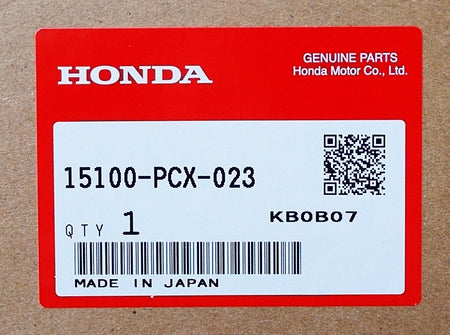 HONDA
GENUINE PARTS
Honda Motor Co., Ltd.
15100-PCX-023
QTY 1
KB0B07
MADE IN JAPAN